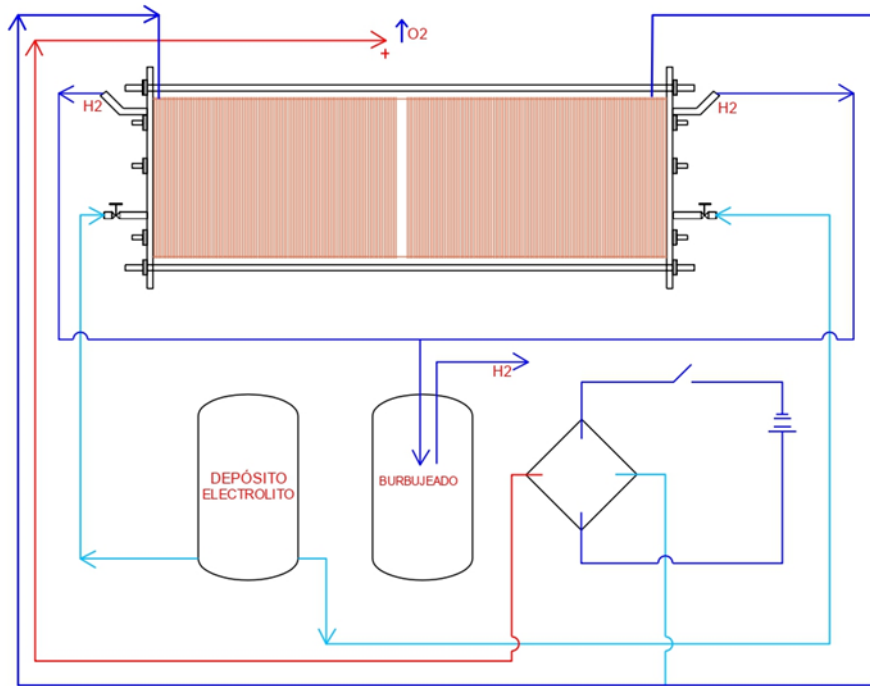 O2
+
H2
H2
H2
DEPÓSITO
ELECTROLITO
BURBUJEADO